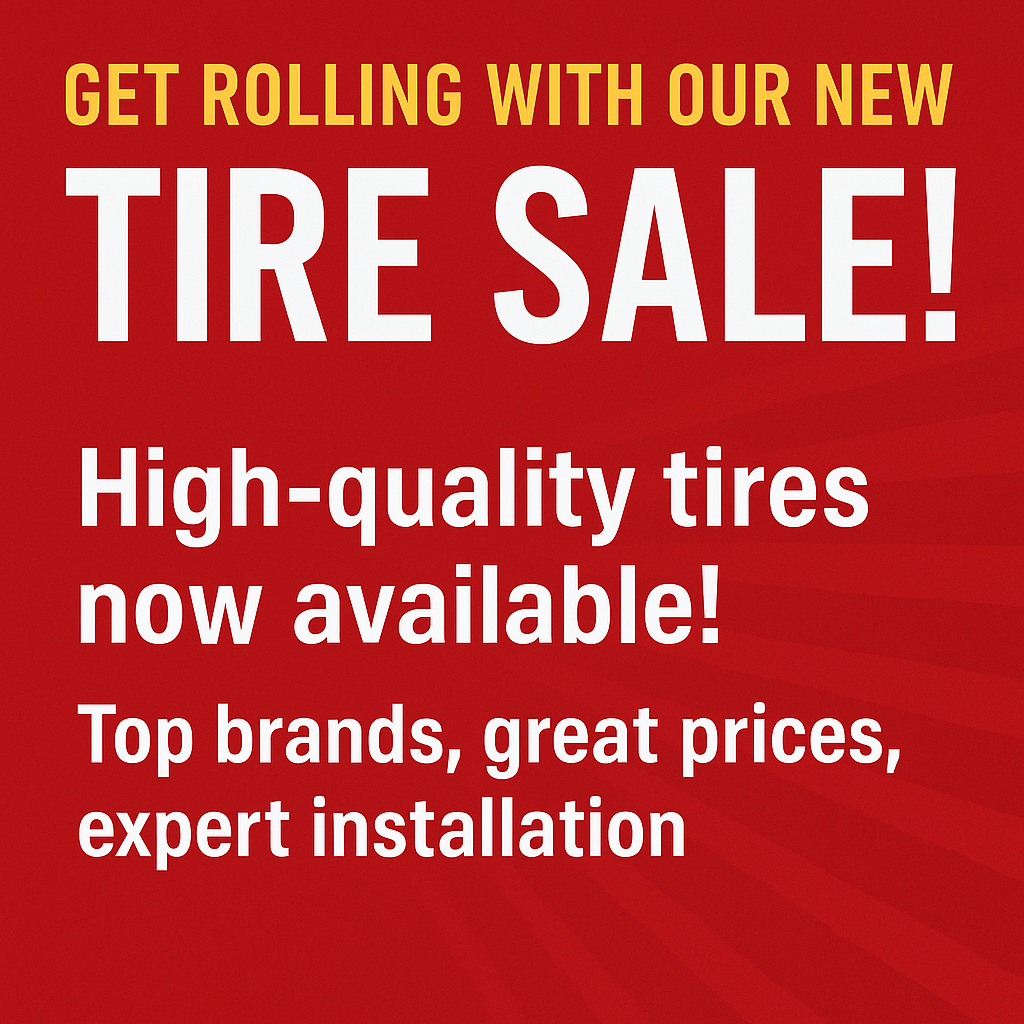 GET ROLLING WITH OUR NEW
TIRE SALE!
High-quality tires
now available!
Top brands, great prices,
expert installation